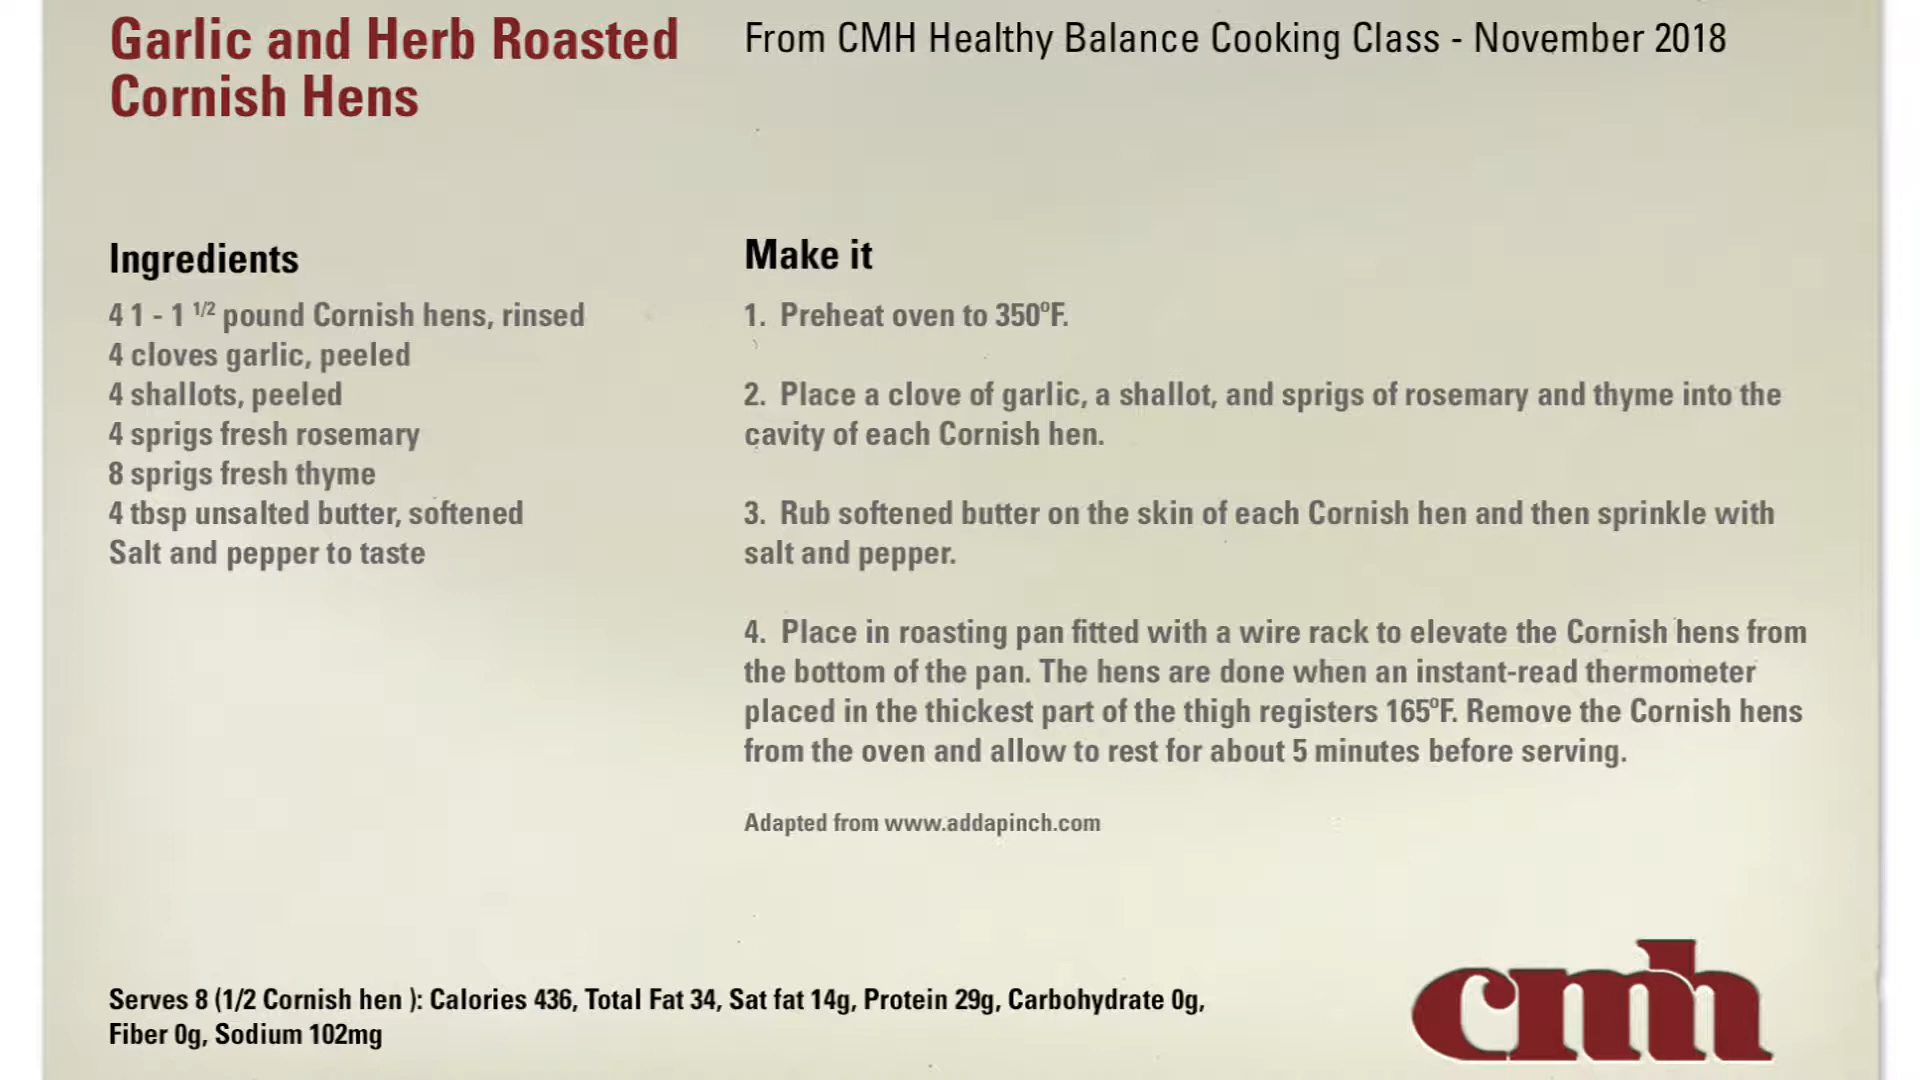 Garlic and Herb Roasted
Cornish Hens
From CMH Healthy Balance Cooking Class - November 2018
Ingredients
4 1 - 1 1/2 pound Cornish hens, rinsed
4 cloves garlic, peeled
4 shallots, peeled
4 sprigs fresh rosemary
8 sprigs fresh thyme
4 tbsp unsalted butter, softened
Salt and pepper to taste
Make it
1. Preheat oven to 350ºF.
2. Place a clove of garlic, a shallot, and sprigs of rosemary and thyme into the
cavity of each Cornish hen.
3. Rub softened butter on the skin of each Cornish hen and then sprinkle with
salt and pepper.
4. Place in roasting pan fitted with a wire rack to elevate the Cornish hens from
the bottom of the pan. The hens are done when an instant-read thermometer
placed in the thickest part of the thigh registers 165ºF. Remove the Cornish hens
from the oven and allow to rest for about 5 minutes before serving.
Adapted from www.addapinch.com
Serves 8 (1/2 Cornish hen ): Calories 436, Total Fat 34, Sat fat 14g, Protein 29g, Carbohydrate 0g,
Fiber 0g, Sodium 102mg
cmh